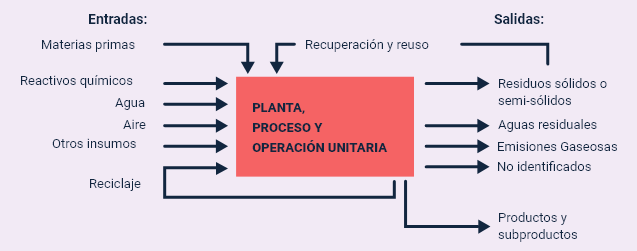 Entradas:
Salidas:
Materias primas
Recuperación y reuso
Reactivos químicos
Agua
Aire
Otros insumos
Reciclaje
PLANTA,
PROCESO Y
OPERACIÓN UNITARIA
Residuos sólidos o
semi-sólidos
Aguas residuales
Emisiones Gaseosas
No identificados
Productos y
subproductos